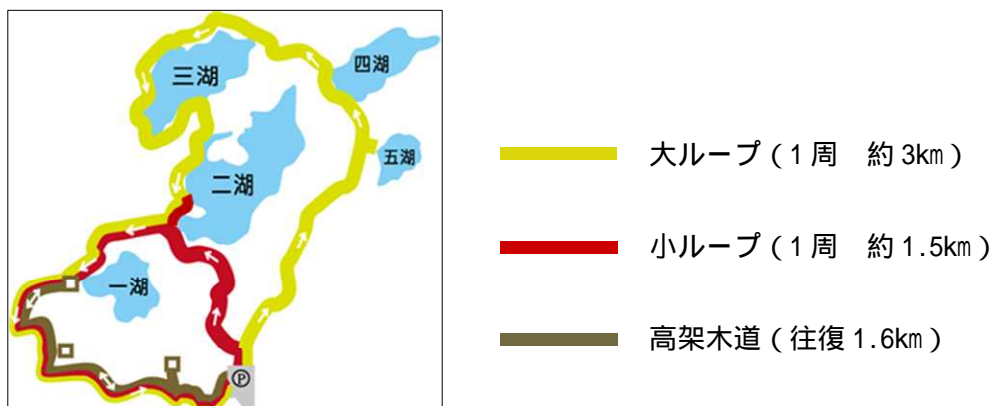 三湖
四湖
五湖
二湖
一湖
Ⓟ
大ループ（1周　約3㎞）
小ループ（1周　約1.5㎞）
高架木道（往復1.6㎞）